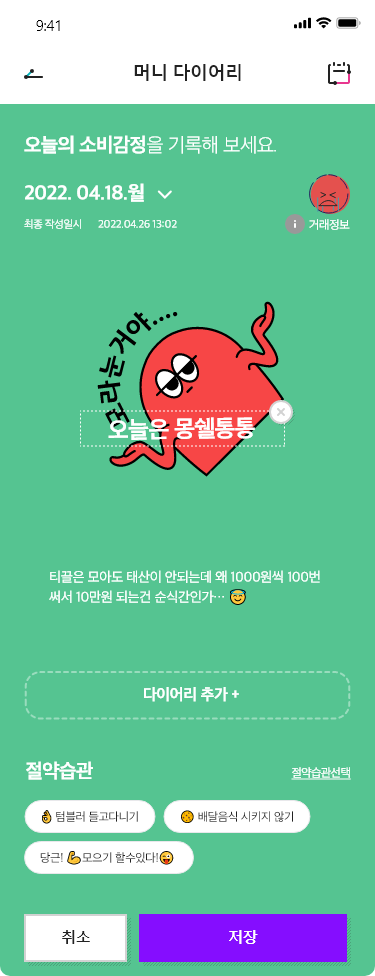 9:41
머니 다이어리
오늘의 소비감정을 기록해 보세요.
2022. 04.18.월
최종 작성일시 2022.04.26 13:02
거래정보
뭐라는거야....
오늘은 몽쉘통통
티끌은 모아도 태산이 안되는데 왜 1000원씩 100번
써서 10만원 되는건 순식간인가… 😇
다이어리 추가 +
절약습관
절약습관선택
👌 텀블러 들고다니기
🍪 배달음식 시키지 않기
당근! 💪모으기 할수있다!😜
취소
저장